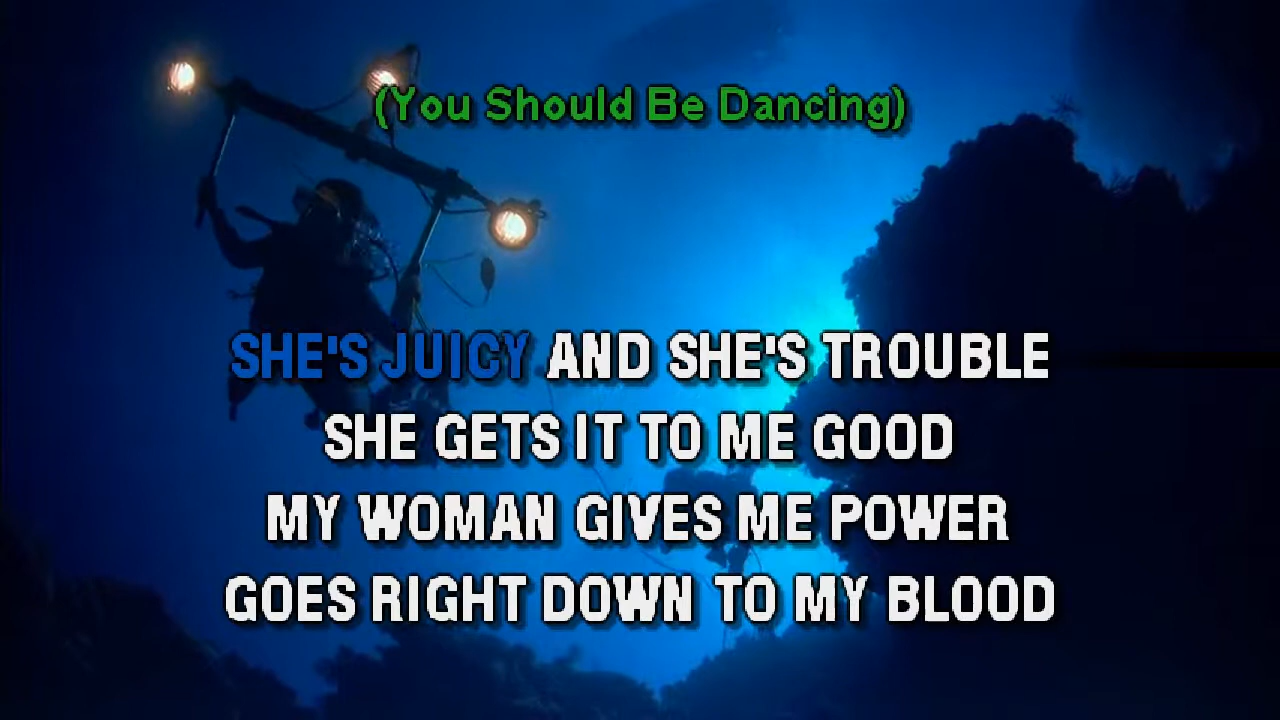 (You Should Be Dancing)
SHE'S JUICY AND SHE'S TROUBLE
SHE GETS IT TO ME GOOD
MY WOMAN GIVES ME POWER
GOES RIGHT DOWN TO MY BLOOD